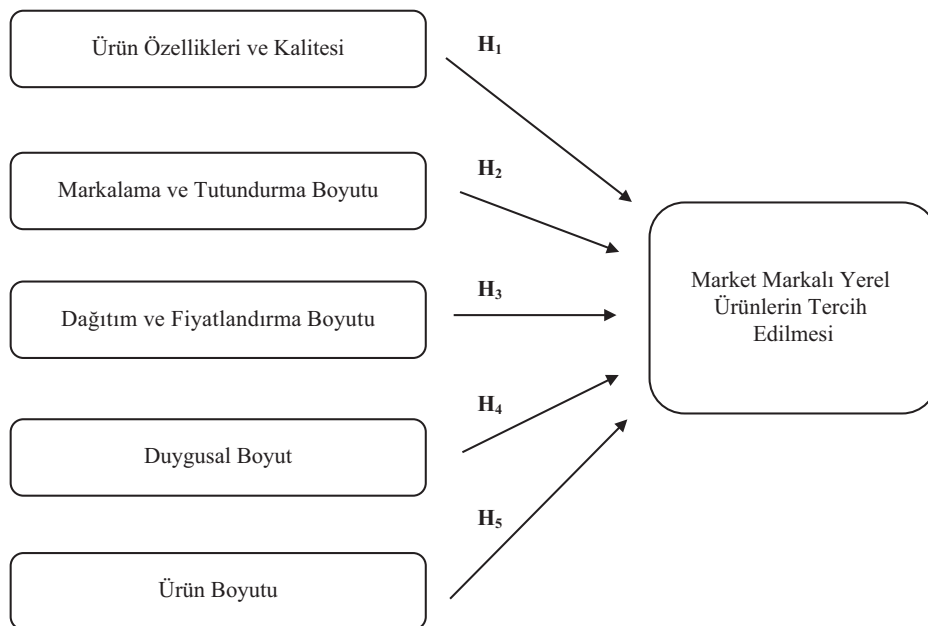 Ürün Özellikleri ve Kalitesi
H₁
Markalama ve Tutundurma Boyutu
H₂
Dağıtım ve Fiyatlandırma Boyutu
H₃
Duygusal Boyut
H₄
Ürün Boyutu
H₅
Market Markalı Yerel
Ürünlerin Tercih
Edilmesi